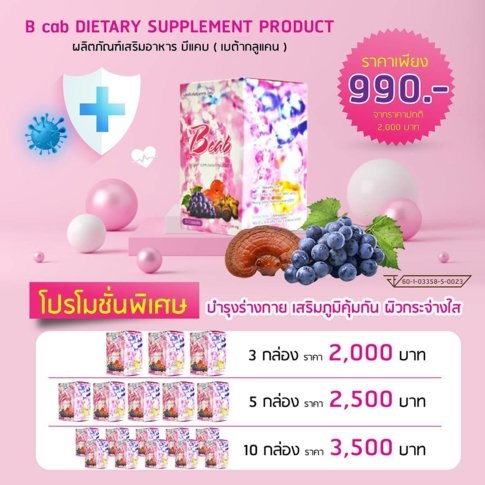 B cab DIETARY SUPPLEMENT PRODUCT
ผลิตภัณฑ์เสริมอาหาร บีแคบ ( เบต้ากลูแคน )
ราคาเพียง
990.-
จากราคาปกติ
2,000 บาท
Bcab
60-1-03358-5-0023
โปรโมชั่นพิเศษ
บำรุงร่างกาย เสริมภูมิคุ้มกัน ผิวกระจ่างใส
3 กล่อง ราคา 2,000 บาท
5 กล่อง ราคา 2,500 บาท
10 กล่อง ราคา 3,500 บาท